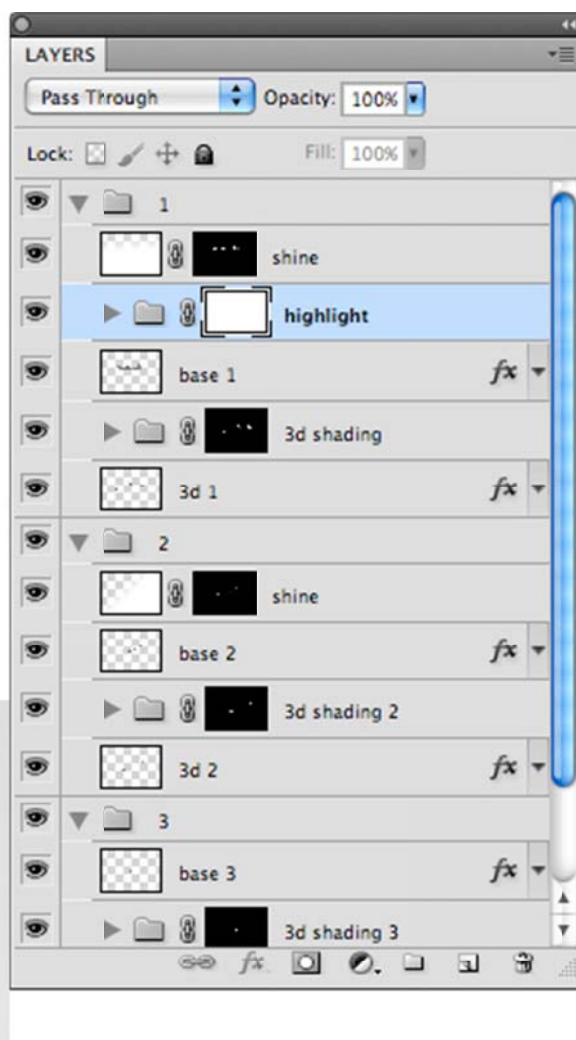 LAYERS
Pass Through Opacity: 100%
Lock: Fill: 100%
1
shine
highlight
base 1 fx
3d shading
3d 1 fx
2
shine
base 2 fx
3d shading 2
3d 2 fx
3
base 3 fx
3d shading 3
fx.